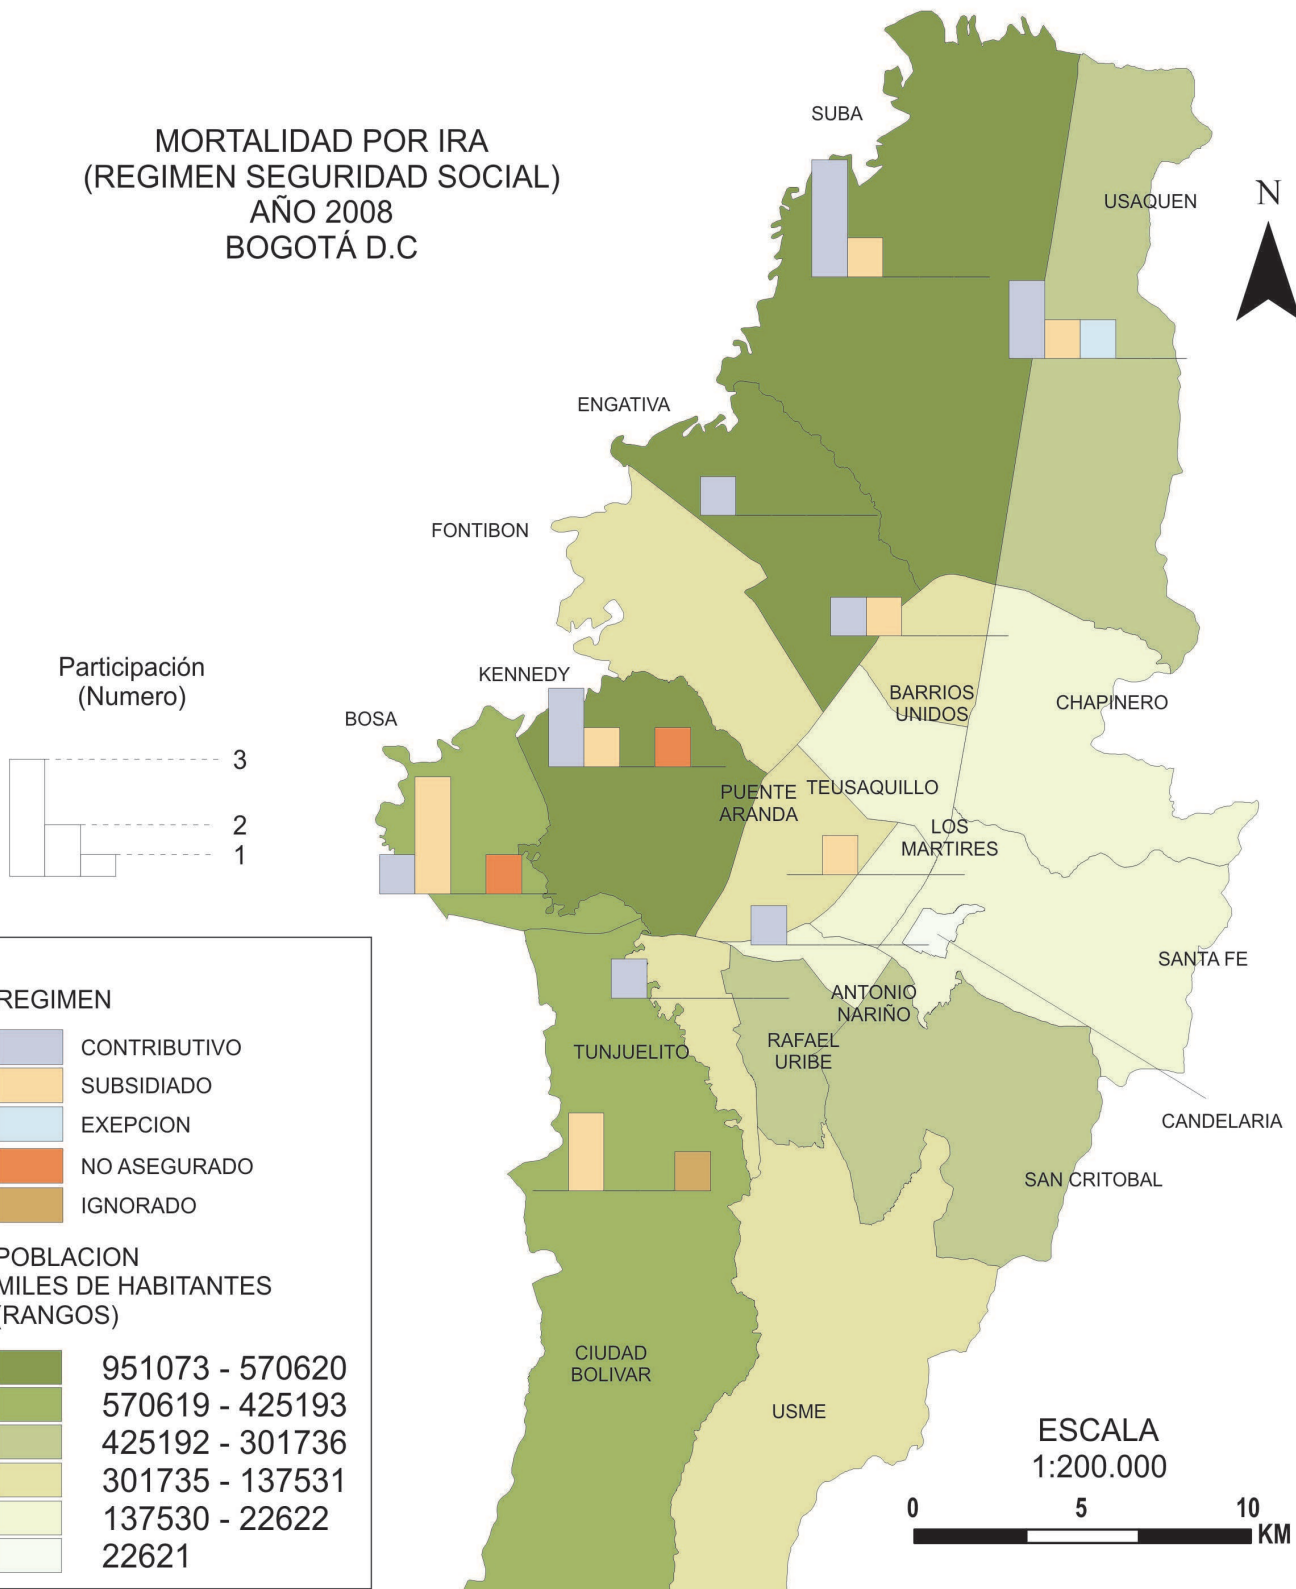 MORTALIDAD POR IRA
(REGIMEN SEGURIDAD SOCIAL)
AÑO 2008
BOGOTÁ D.C
SUBA
USAQUEN
N
ENGATIVA
FONTIBON
Participación
(Numero)
3
2
1
KENNEDY
BOSA
BARRIOS
UNIDOS
CHAPINERO
PUENTE
ARANDA
TEUSAQUILLO
LOS
MARTIRES
SANTA FE
ANTONIO
NARIÑO
RAFAEL
URIBE
TUNJUELITO
CANDELARIA
SAN CRITOBAL
CIUDAD
BOLIVAR
USME
REGIMEN
CONTRIBUTIVO
SUBSIDIADO
EXEPCION
NO ASEGURADO
IGNORADO
POBLACION
MILES DE HABITANTES
(RANGOS)
951073 - 570620
570619 - 425193
425192 - 301736
301735 - 137531
137530 - 22622
22621
ESCALA
1:200.000
0 5 10
KM